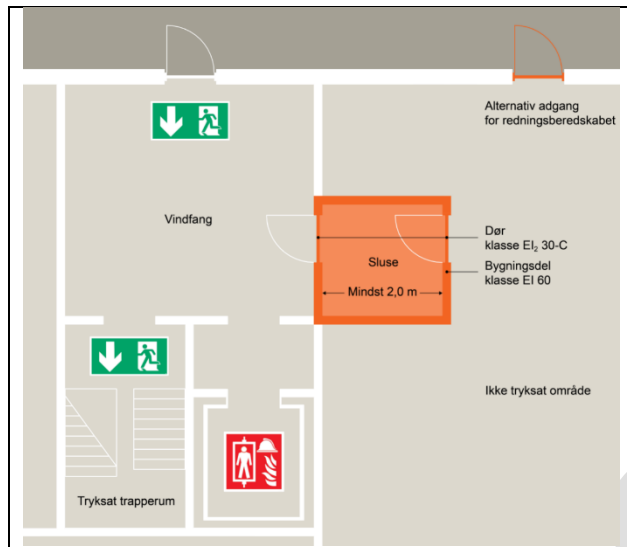 Alternativ adgang
for redningsberedskabet
Vindfang
Dør
klasse EI₂ 30-C
Sluse
Bygningsdel
klasse EI 60
Mindst 2,0 m
Ikke tryksat område
Tryksat trapperum